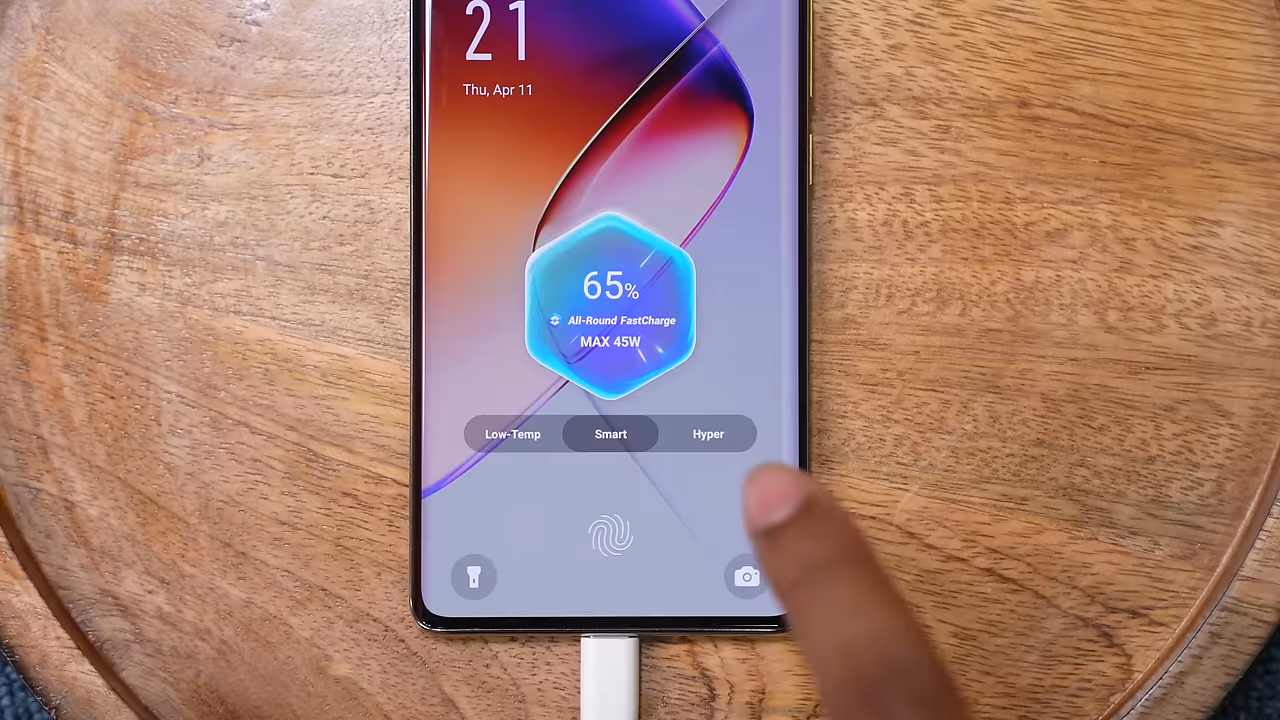 21
Thu, Apr 11
65%
All-Round FastCharge
MAX 45W
Low-Temp Smart Hyper